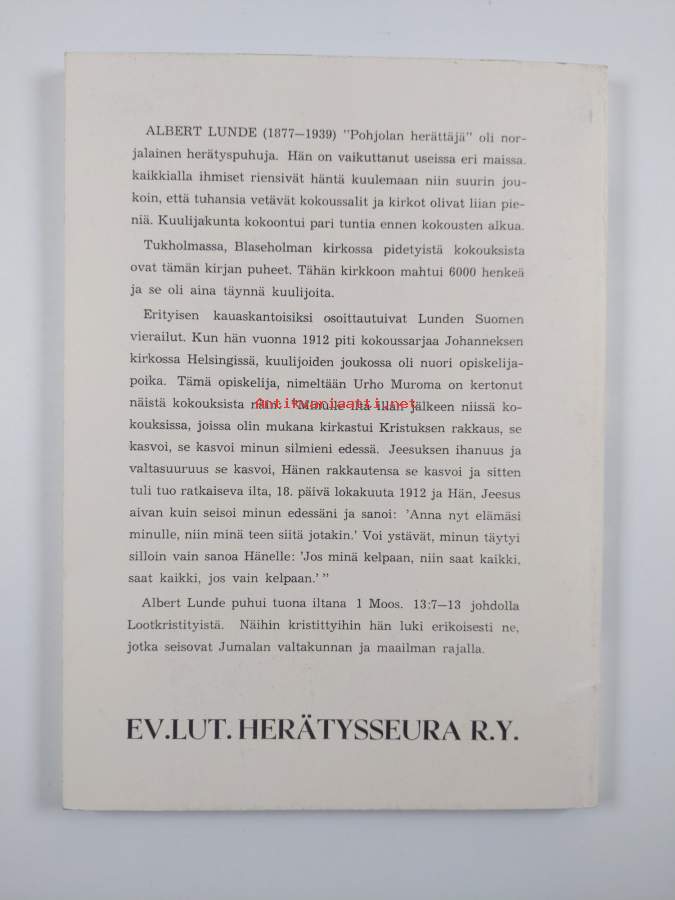 ALBERT LUNDE (1877—1939) "Pohjolan herättäjä" oli nor-
jalainen herätyspuhuja. Hän on vaikuttanut useissa eri maissa.
kaikkialla ihmiset riensivät häntä kuulemaan niin suurin jou-
koin, että tuhansia vetävät kokoussalit ja kirkot olivat liian pie-
niä. Kuulijakunta kokoontui pari tuntia ennen kokousten alkua.
Tukholmassa, Blaseholman kirkossa pidetyistä kokouksista
ovat tämän kirjan puheet. Tähän kirkkoon mahtui 6000 henkeä
ja se oli aina täynnä kuulijoita.
Erityisen kauaskantoisiksi osoittautuivat Lunden Suomen
vierailut. Kun hän vuonna 1912 piti kokoussarjaa Johanneksen
kirkossa Helsingissä, kuulijoiden joukossa oli nuori opiskelija-
poika. Tämä opiskelija, nimeltään Urho Muroma on kertonut
näistä kokouksista näin: "Minulle ilta illan jälkeen niissä ko-
Antikvariaatti.net
kouksissa, joissa olin mukana kirkastui Kristuksen rakkaus, se
kasvoi, se kasvoi minun silmieni edessä. Jeesuksen ihanuus ja
valtasuuruus se kasvoi, Hänen rakkautensa se kasvoi ja sitten
tuli tuo ratkaiseva ilta, 18. päivä lokakuuta 1912 ja Hän, Jeesus
aivan kuin seisoi minun edessäni ja sanoi: 'Anna nyt elämäsi
minulle, niin minä teen siitä jotakin.' Voi ystävät, minun täytyi
silloin vain sanoa Hänelle: 'Jos minä kelpaan, niin saat kaikki,
saat kaikki, jos vain kelpaan.' "
Albert Lunde puhui tuona iltana 1 Moos. 13:7—13 johdolla
Lootkristityistä. Näihin kristittyihin hän luki erikoisesti ne,
jotka seisovat Jumalan valtakunnan ja maailman rajalla.
EV.LUT. HERÄTYSSEURA R.Y.